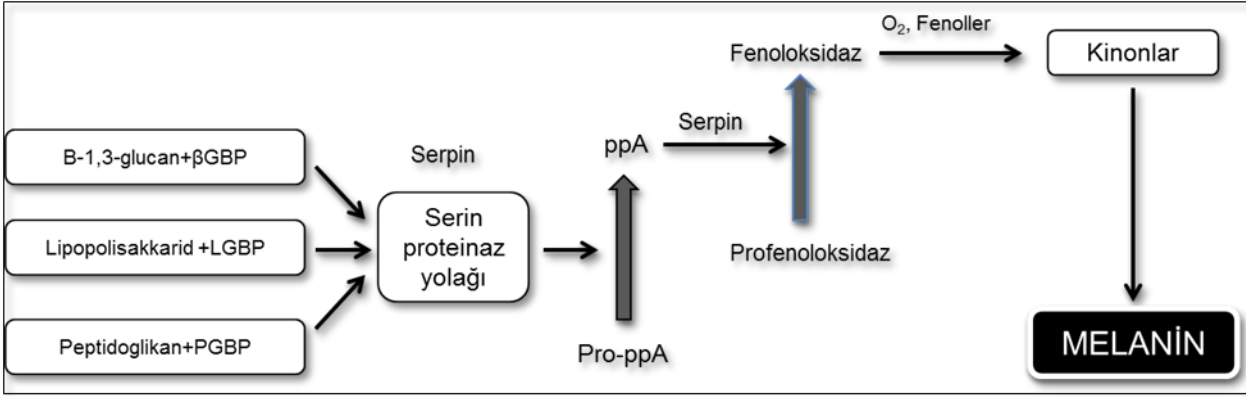 B-1,3-glucan+βGBP
Lipopolisakkarid +LGBP
Peptidoglikan+PGBP
Serpin
Serin
proteinaz
yolağı
ppA
Pro-ppA
Serpin
Fenoloksidaz
Profenoloksidaz
O₂, Fenoller
Kinonlar
MELANİN